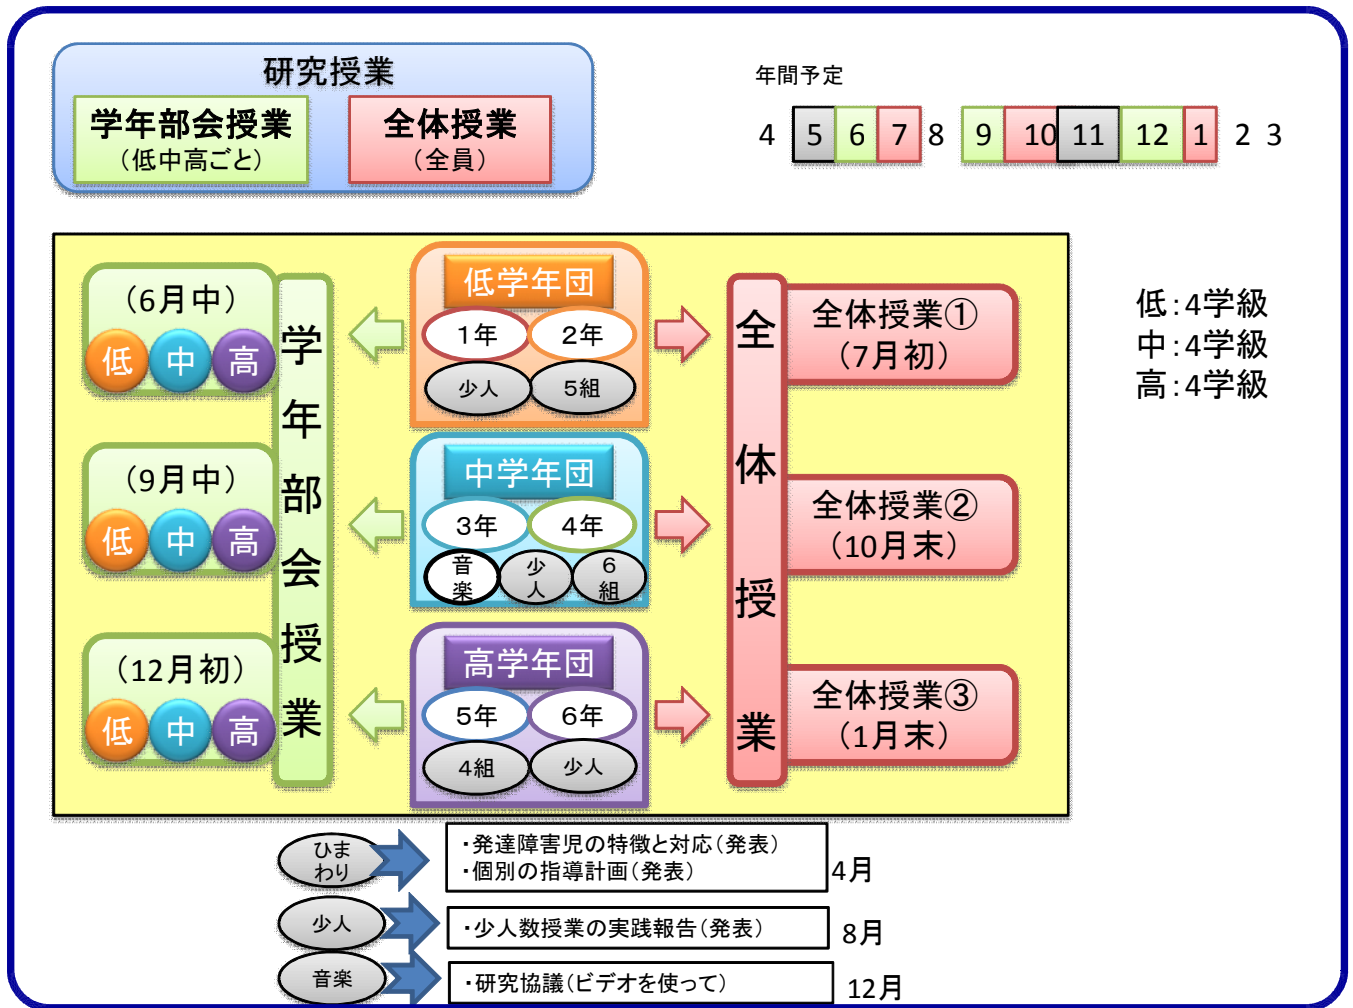 研究授業
学年部会授業
（低中高ごと）
全体授業
（全員）
年間予定
4 5 6 7 8 9 10 11 12 1 2 3
（6月中）
低 中 高
（9月中）
低 中 高
（12月初）
低 中 高
学年部会授業
低学年団
1年 2年
少人 5組
中学年団
3年 4年
音楽
少人
6組
高学年団
5年 6年
4組 少人
全体授業
全体授業①
（7月初）
全体授業②
（10月末）
全体授業③
（1月末）
低：4学級
中：4学級
高：4学級
ひま
わり
・発達障害児の特徴と対応（発表）
・個別の指導計画（発表）
4月
少人
・少人数授業の実践報告（発表）
8月
音楽
・研究協議（ビデオを使って）
12月